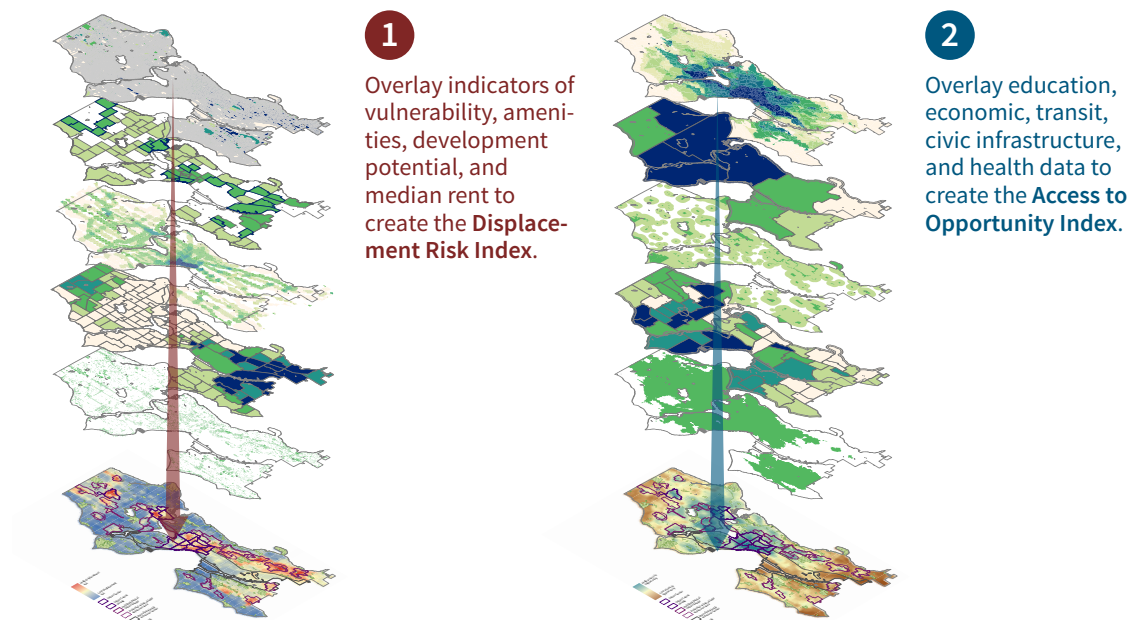 1
Overlay indicators of
vulnerability, ameni-
ties, development
potential, and
median rent to
create the Displace-
ment Risk Index.
2
Overlay education,
economic, transit,
civic infrastructure,
and health data to
create the Access to
Opportunity Index.